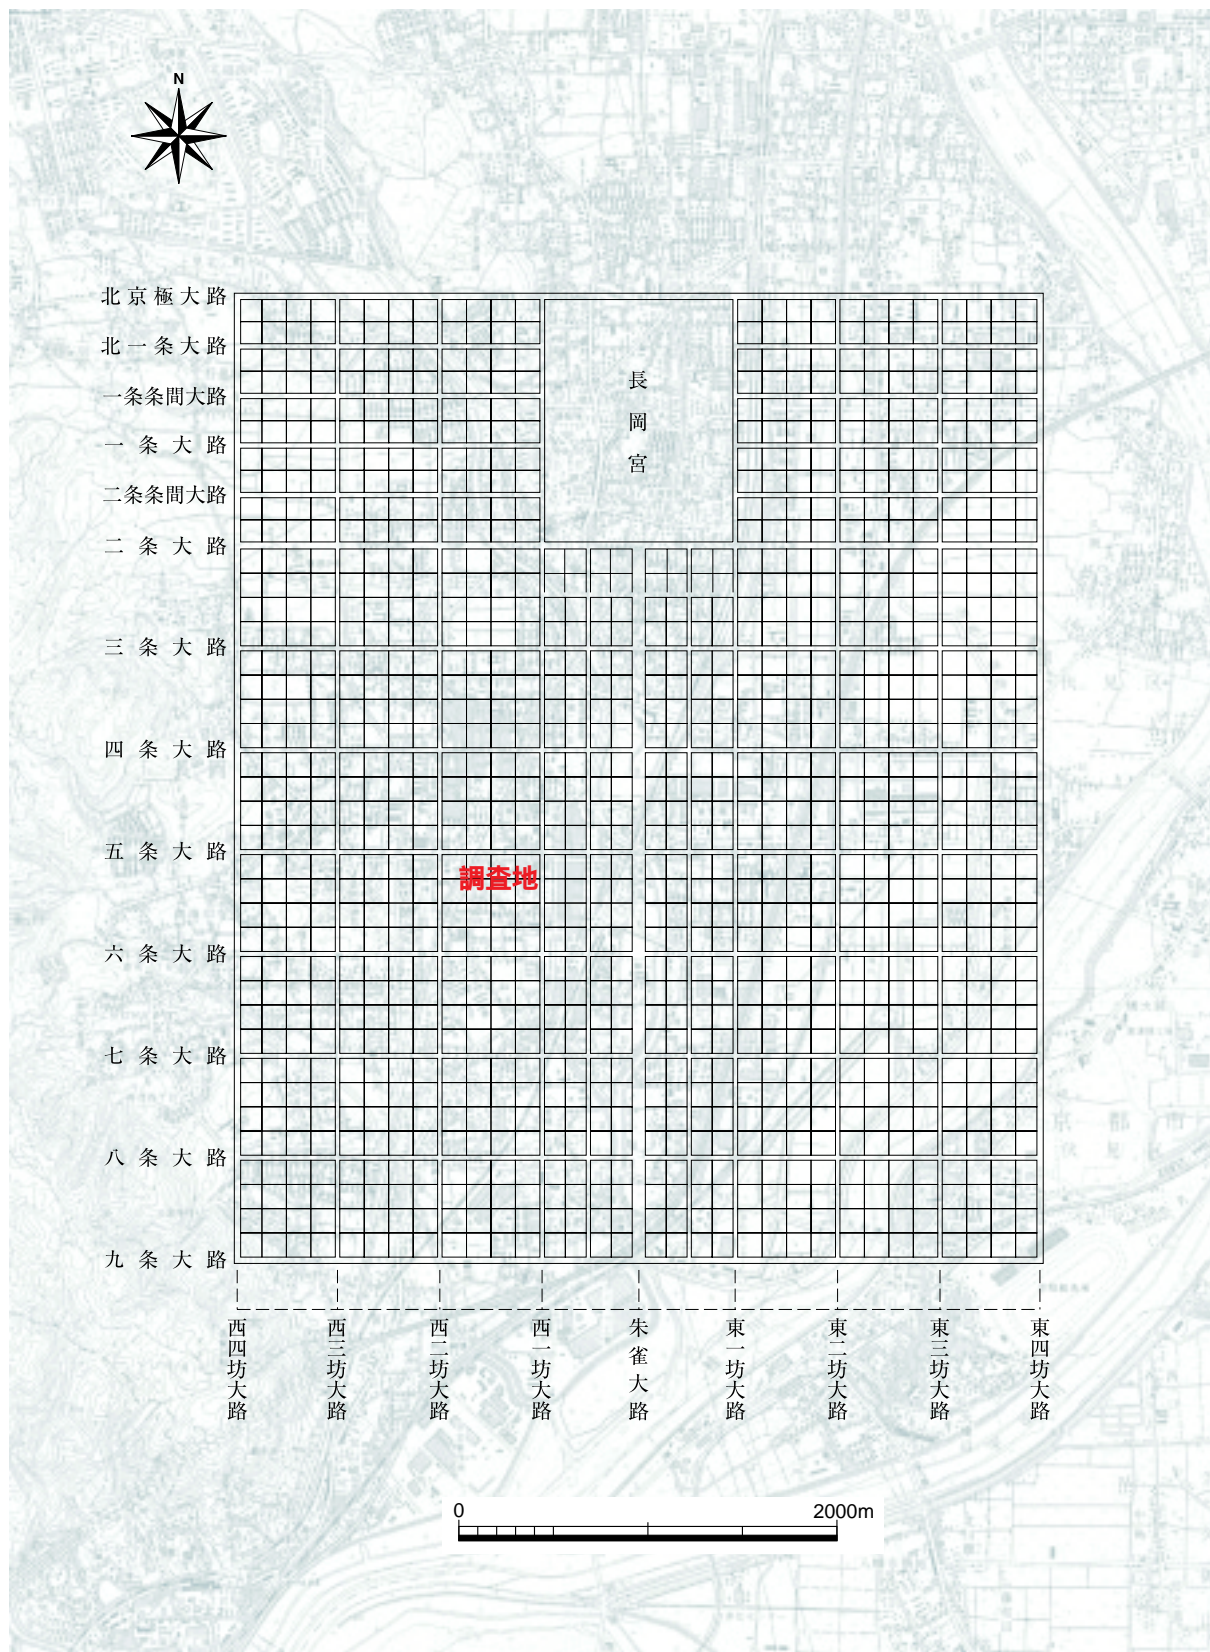 N
北京極大路
北一条大路
一条条間大路
一条大路
二条条間大路
二条大路
三条大路
四条大路
五条大路
六条大路
七条大路
八条大路
九条大路
長岡宮
調査地
西四坊大路
西三坊大路
西二坊大路
西一坊大路
朱雀大路
東一坊大路
東二坊大路
東三坊大路
東四坊大路
0 2000m